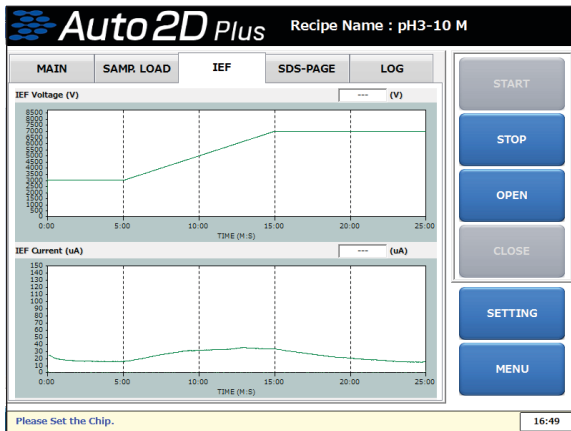 Auto 2D Plus Recipe Name : pH3-10 M
MAIN SAMP. LOAD IEF SDS-PAGE LOG
IEF Voltage (V) --- (V)
8500
8000
7500
7000
6500
6000
5500
5000
4500
4000
3500
3000
2500
2000
1500
1000
500
0
0:00 5:00 10:00 15:00 20:00 25:00
TIME (M:S)
IEF Current (uA) --- (uA)
150
140
130
120
110
100
90
80
70
60
50
40
30
20
10
0
0:00 5:00 10:00 15:00 20:00 25:00
TIME (M:S)
START
STOP
OPEN
CLOSE
SETTING
MENU
Please Set the Chip. 16:49